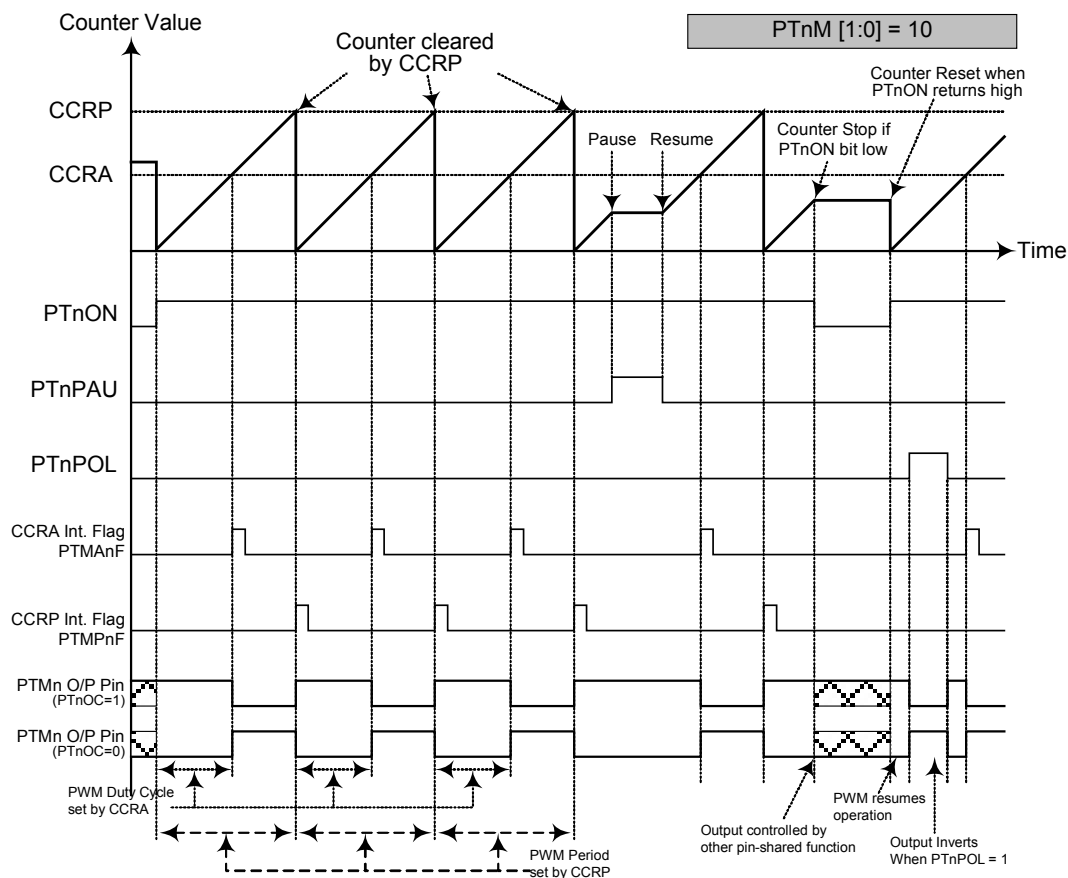 Counter Value
PTnM [1:0] = 10
Counter cleared
by CCRP
Counter Reset when
PTnON returns high
CCRP
Counter Stop if
PTnON bit low
Pause
Resume
CCRA
Time
PTnON
PTnPAU
PTnPOL
CCRA Int. Flag
PTMAnF
CCRP Int. Flag
PTMPnF
PTMn O/P Pin
(PTnOC=1)
PTMn O/P Pin
(PTnOC=0)
PWM Duty Cycle
set by CCRA
PWM resumes
operation
Output controlled by
other pin-shared function
Output Inverts
When PTnPOL = 1
PWM Period
set by CCRP